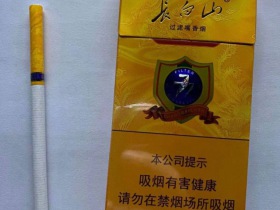 长白山
过滤嘴香烟
本公司提示
吸烟有害健康
请勿在禁烟场所吸烟